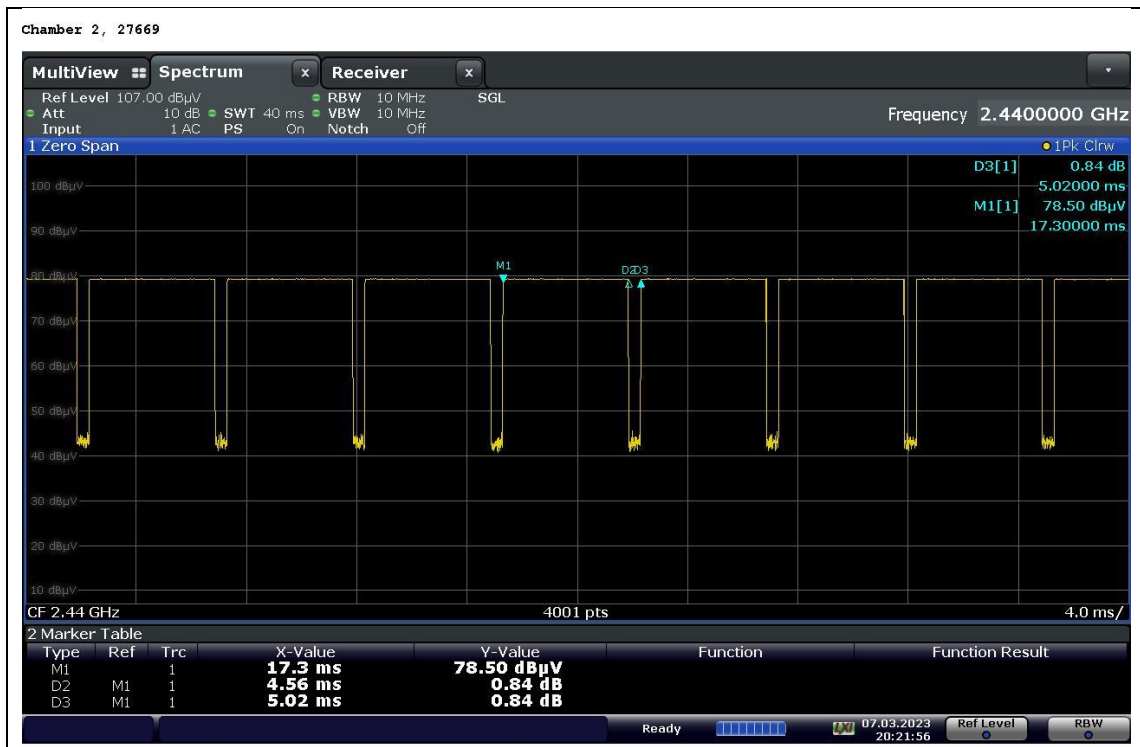 Chamber 2, 27669
MultiView Spectrum x Receiver x
Ref Level 107.00 dBµV RBW 10 MHz SGL
Att 10 dB SWT 40 ms VBW 10 MHz
Input 1 AC PS On Notch Off
Frequency 2.4400000 GHz
1 Zero Span 1Pk Clrw
D3[1] 0.84 dB
5.02000 ms
M1[1] 78.50 dBµV
17.30000 ms
100 dBµV
90 dBµV
M1 D2D3
80 dBµV
70 dBµV
60 dBµV
50 dBµV
40 dBµV
30 dBµV
20 dBµV
10 dBµV
CF 2.44 GHz 4001 pts 4.0 ms/
2 Marker Table
Type Ref Trc X-Value Y-Value Function Function Result
M1 1 17.3 ms 78.50 dBµV
D2 M1 1 4.56 ms 0.84 dB
D3 M1 1 5.02 ms 0.84 dB
Ready 07.03.2023 Ref Level RBW
20:21:56